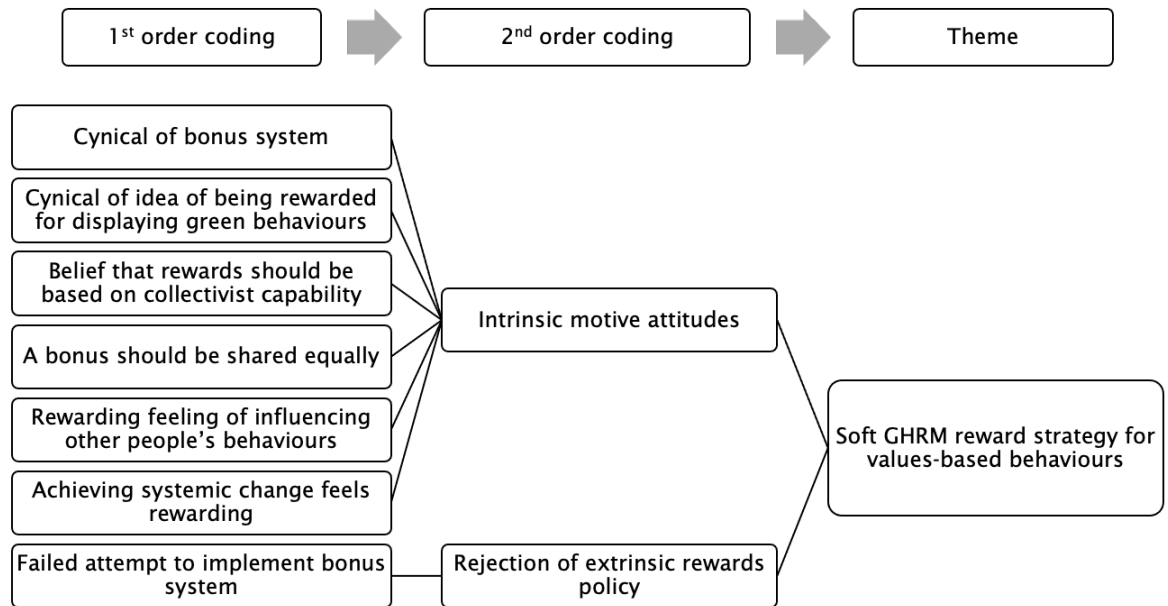 1st order coding
2nd order coding
Theme
Cynical of bonus system
Cynical of idea of being rewarded
for displaying green behaviours
Belief that rewards should be
based on collectivist capability
A bonus should be shared equally
Rewarding feeling of influencing
other people’s behaviours
Achieving systemic change feels
rewarding
Failed attempt to implement bonus
system
Intrinsic motive attitudes
Rejection of extrinsic rewards
policy
Soft GHRM reward strategy for
values-based behaviours